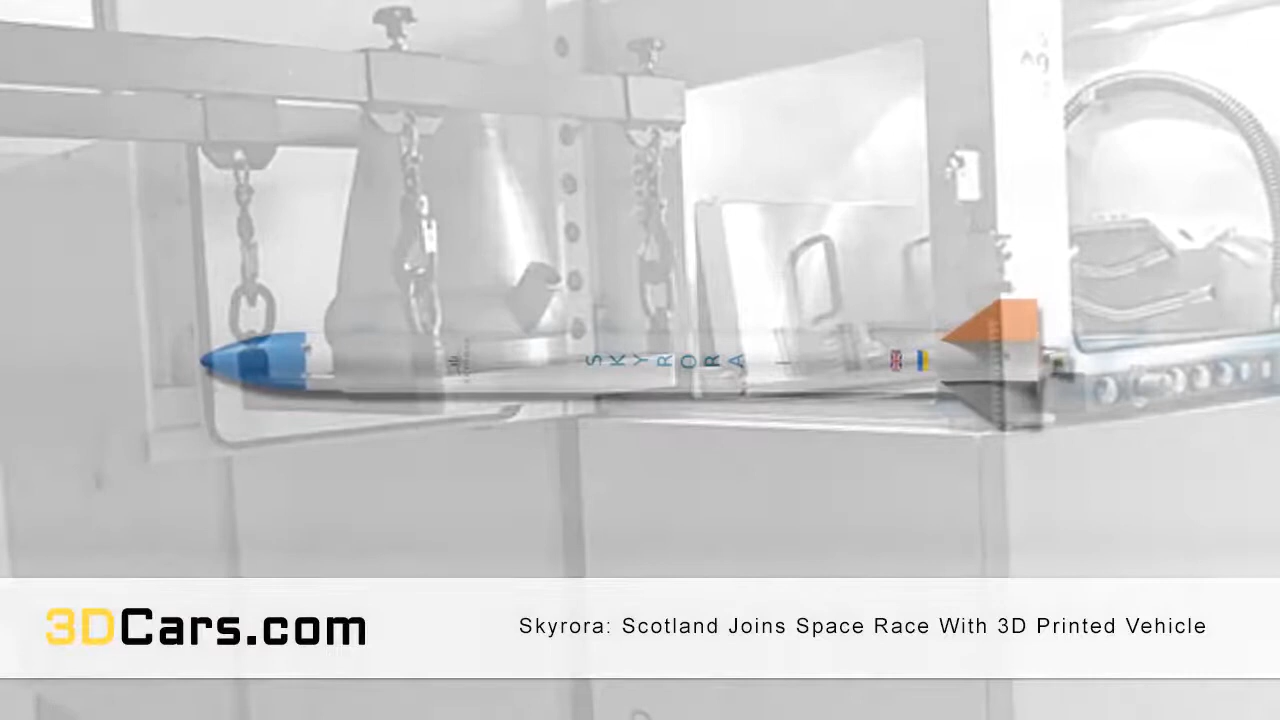 SKYRORA
3DCars.com
Skyrora: Scotland Joins Space Race With 3D Printed Vehicle